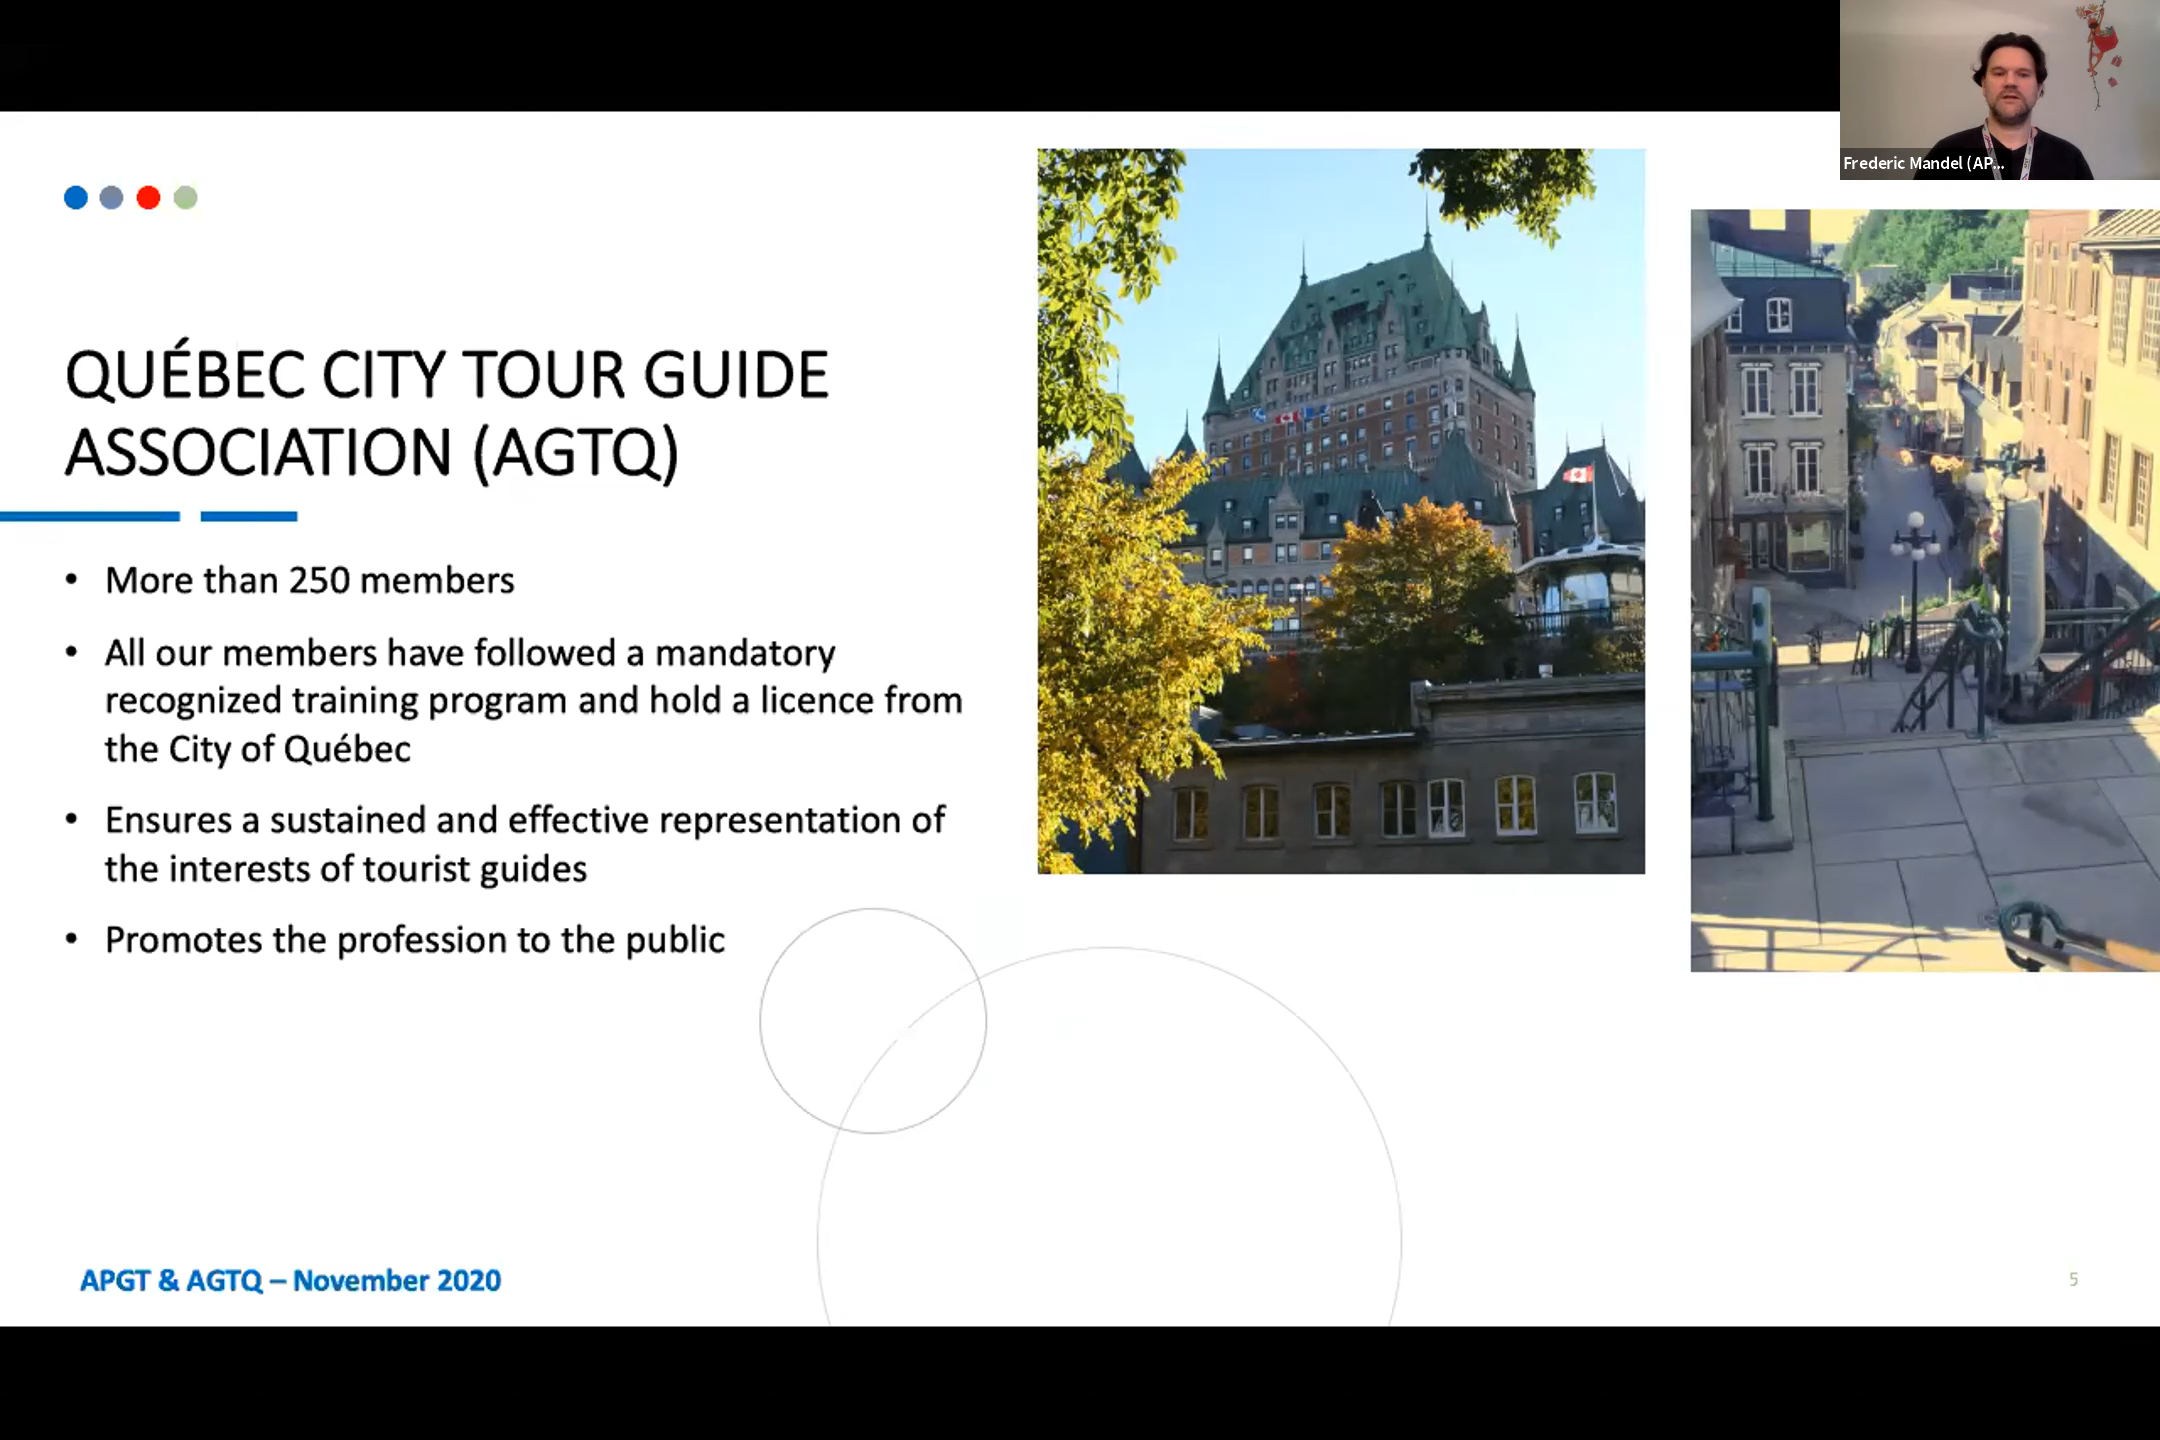 Frederic Mandel (AP...
QUÉBEC CITY TOUR GUIDE
ASSOCIATION (AGTQ)
• More than 250 members
• All our members have followed a mandatory
recognized training program and hold a licence from
the City of Québec
• Ensures a sustained and effective representation of
the interests of tourist guides
• Promotes the profession to the public
APGT & AGTQ – November 2020
5